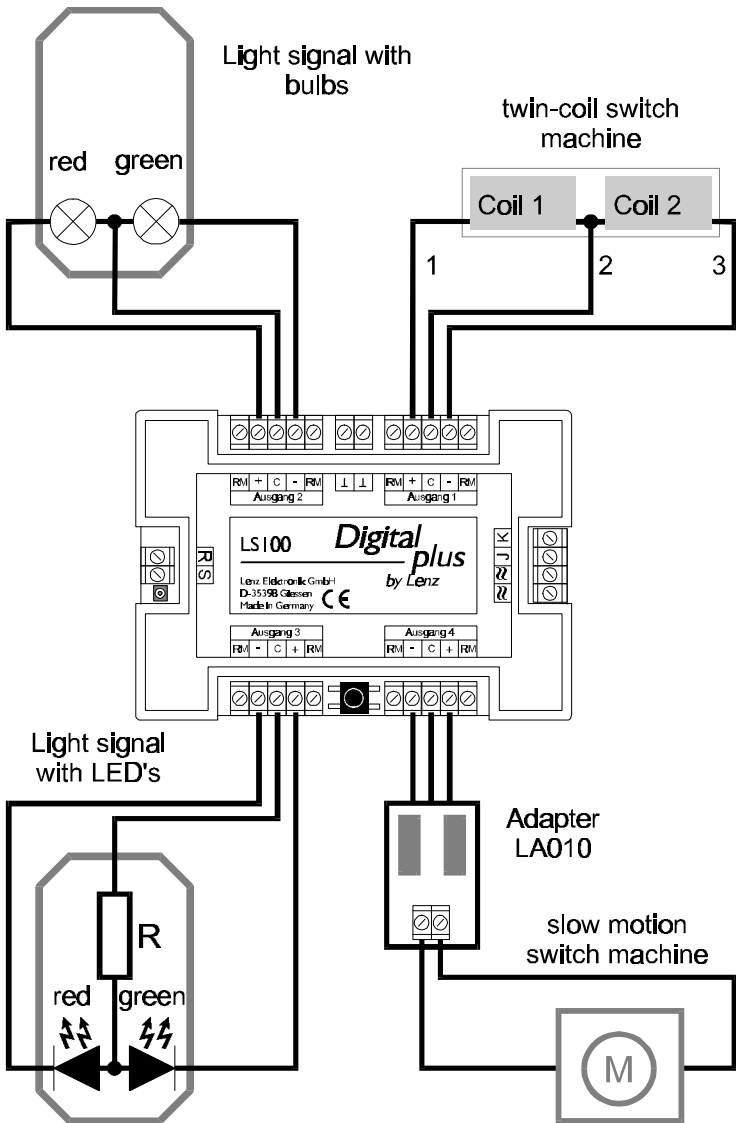 Light signal with
bulbs
red green
twin-coil switch
machine
Coil 1 Coil 2
1 2 3
RM + C - RM ⊥ ⊥ RM + C - RM
Ausgang 2 Ausgang 1
R S
LS100 Digital
plus
by Lenz
Lenz Elektronik GmbH
D-35398 Giessen
Made in Germany CE
K J ≈ ≈
Ausgang 3 Ausgang 4
RM - C + RM RM - C + RM
Light signal
with LED's
R
red green
Adapter
LA010
slow motion
switch machine
M